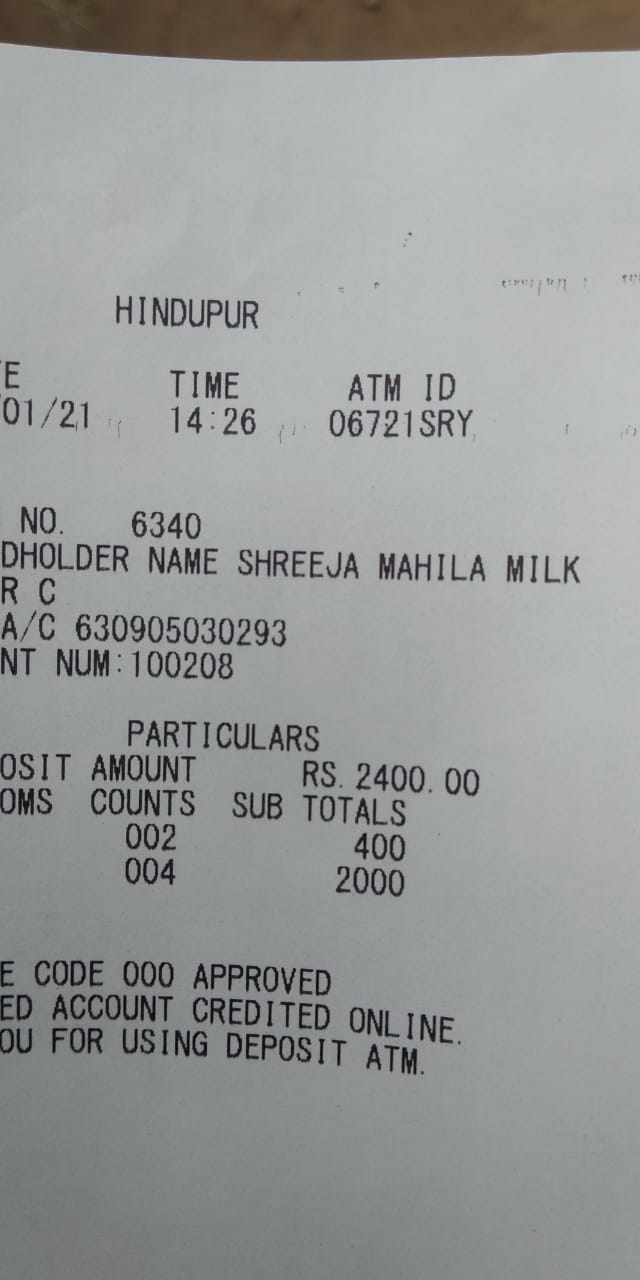 HINDUPUR
TE TIME ATM ID
/01/21 14:26 06721SRY
NO. 6340
DHOLDER NAME SHREEJA MAHILA MILK
R C
A/C 630905030293
NT NUM:100208
PARTICULARS
OSIT AMOUNT RS. 2400.00
OMS COUNTS SUB TOTALS
002 400
004 2000
E CODE 000 APPROVED
ED ACCOUNT CREDITED ONLINE.
OU FOR USING DEPOSIT ATM.